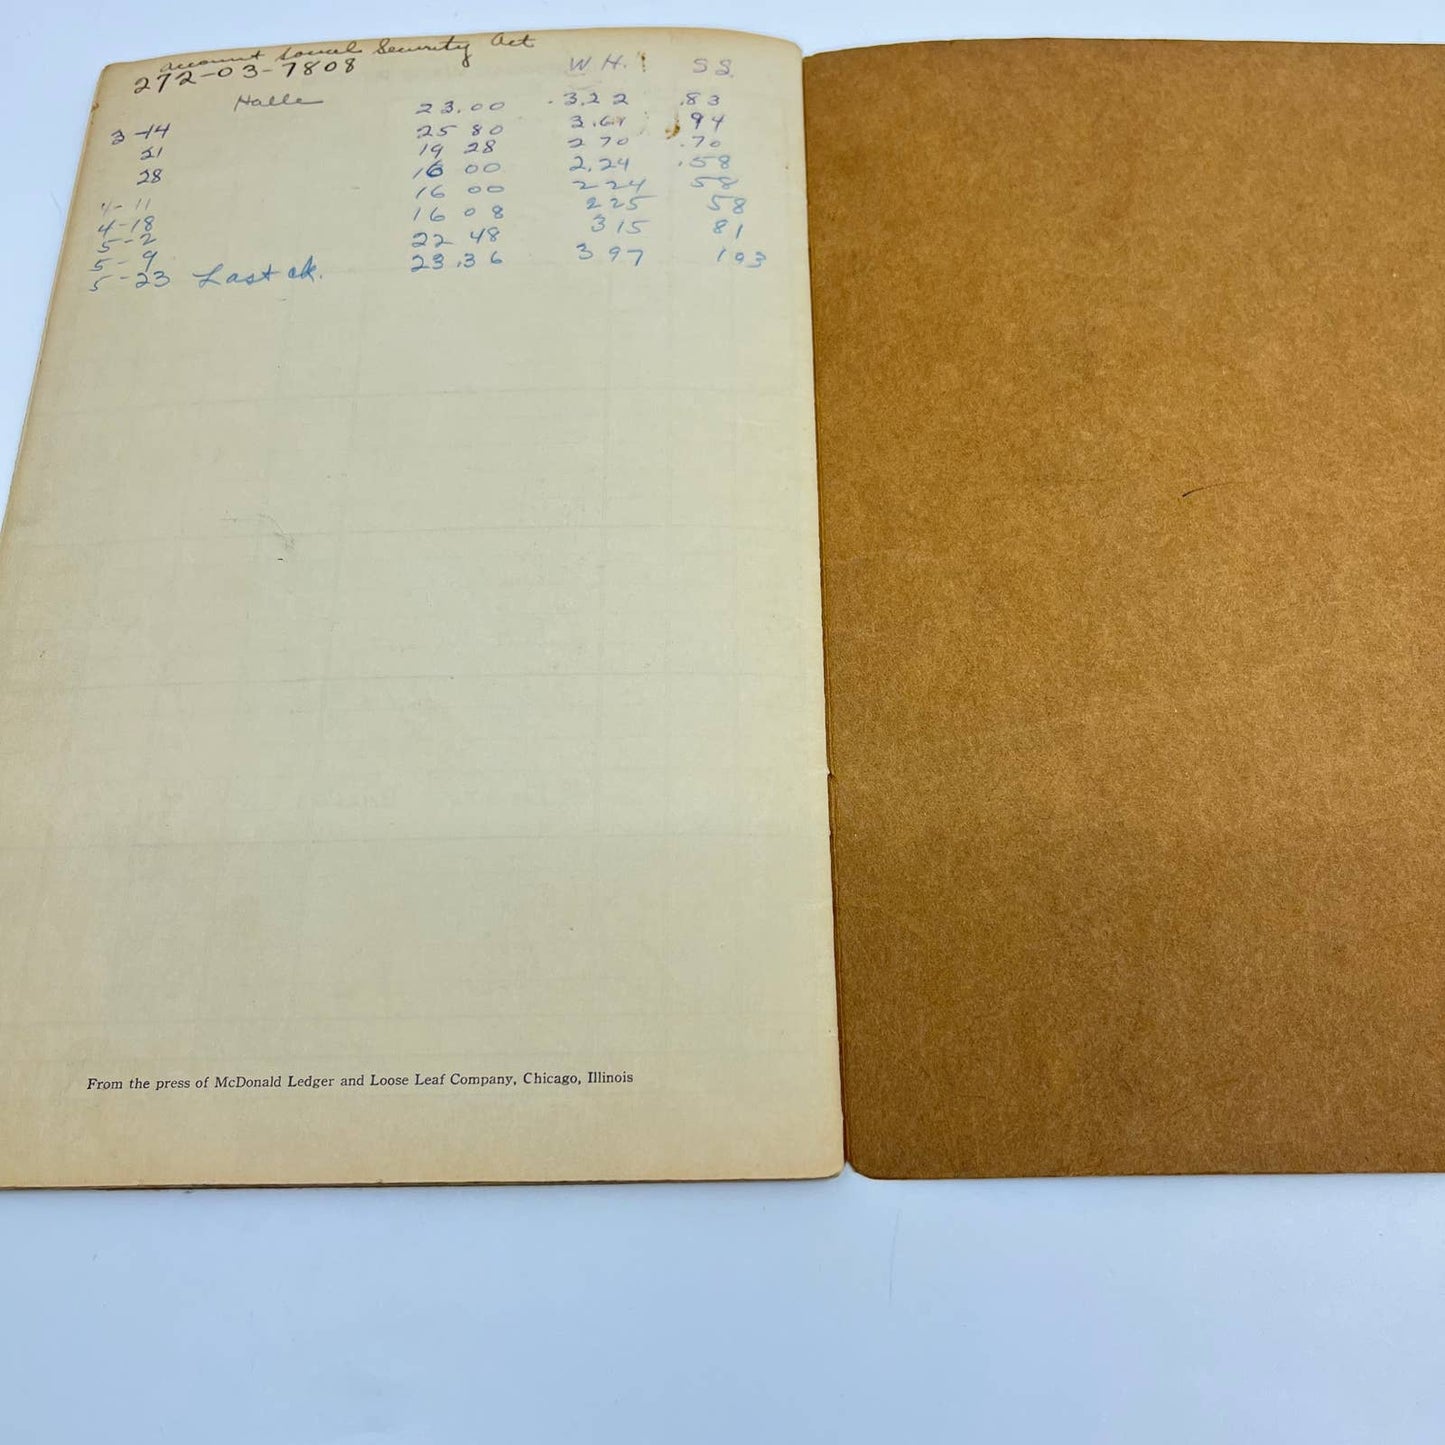 account Social Security Act
272-03-7808
W. H. S S.
Halle
3-14 23.00 .3.22 .83
21 25 80 3.61 94
28 19 28 2 70 .70
4-11 16 00 2.24 .58
4-18 16 00 2 24 58
5-2 16 08 2 25 58
5-9 22 48 3 15 81
5-23 Last ck. 23.36 3 97 103
From the press of McDonald Ledger and Loose Leaf Company, Chicago, Illinois